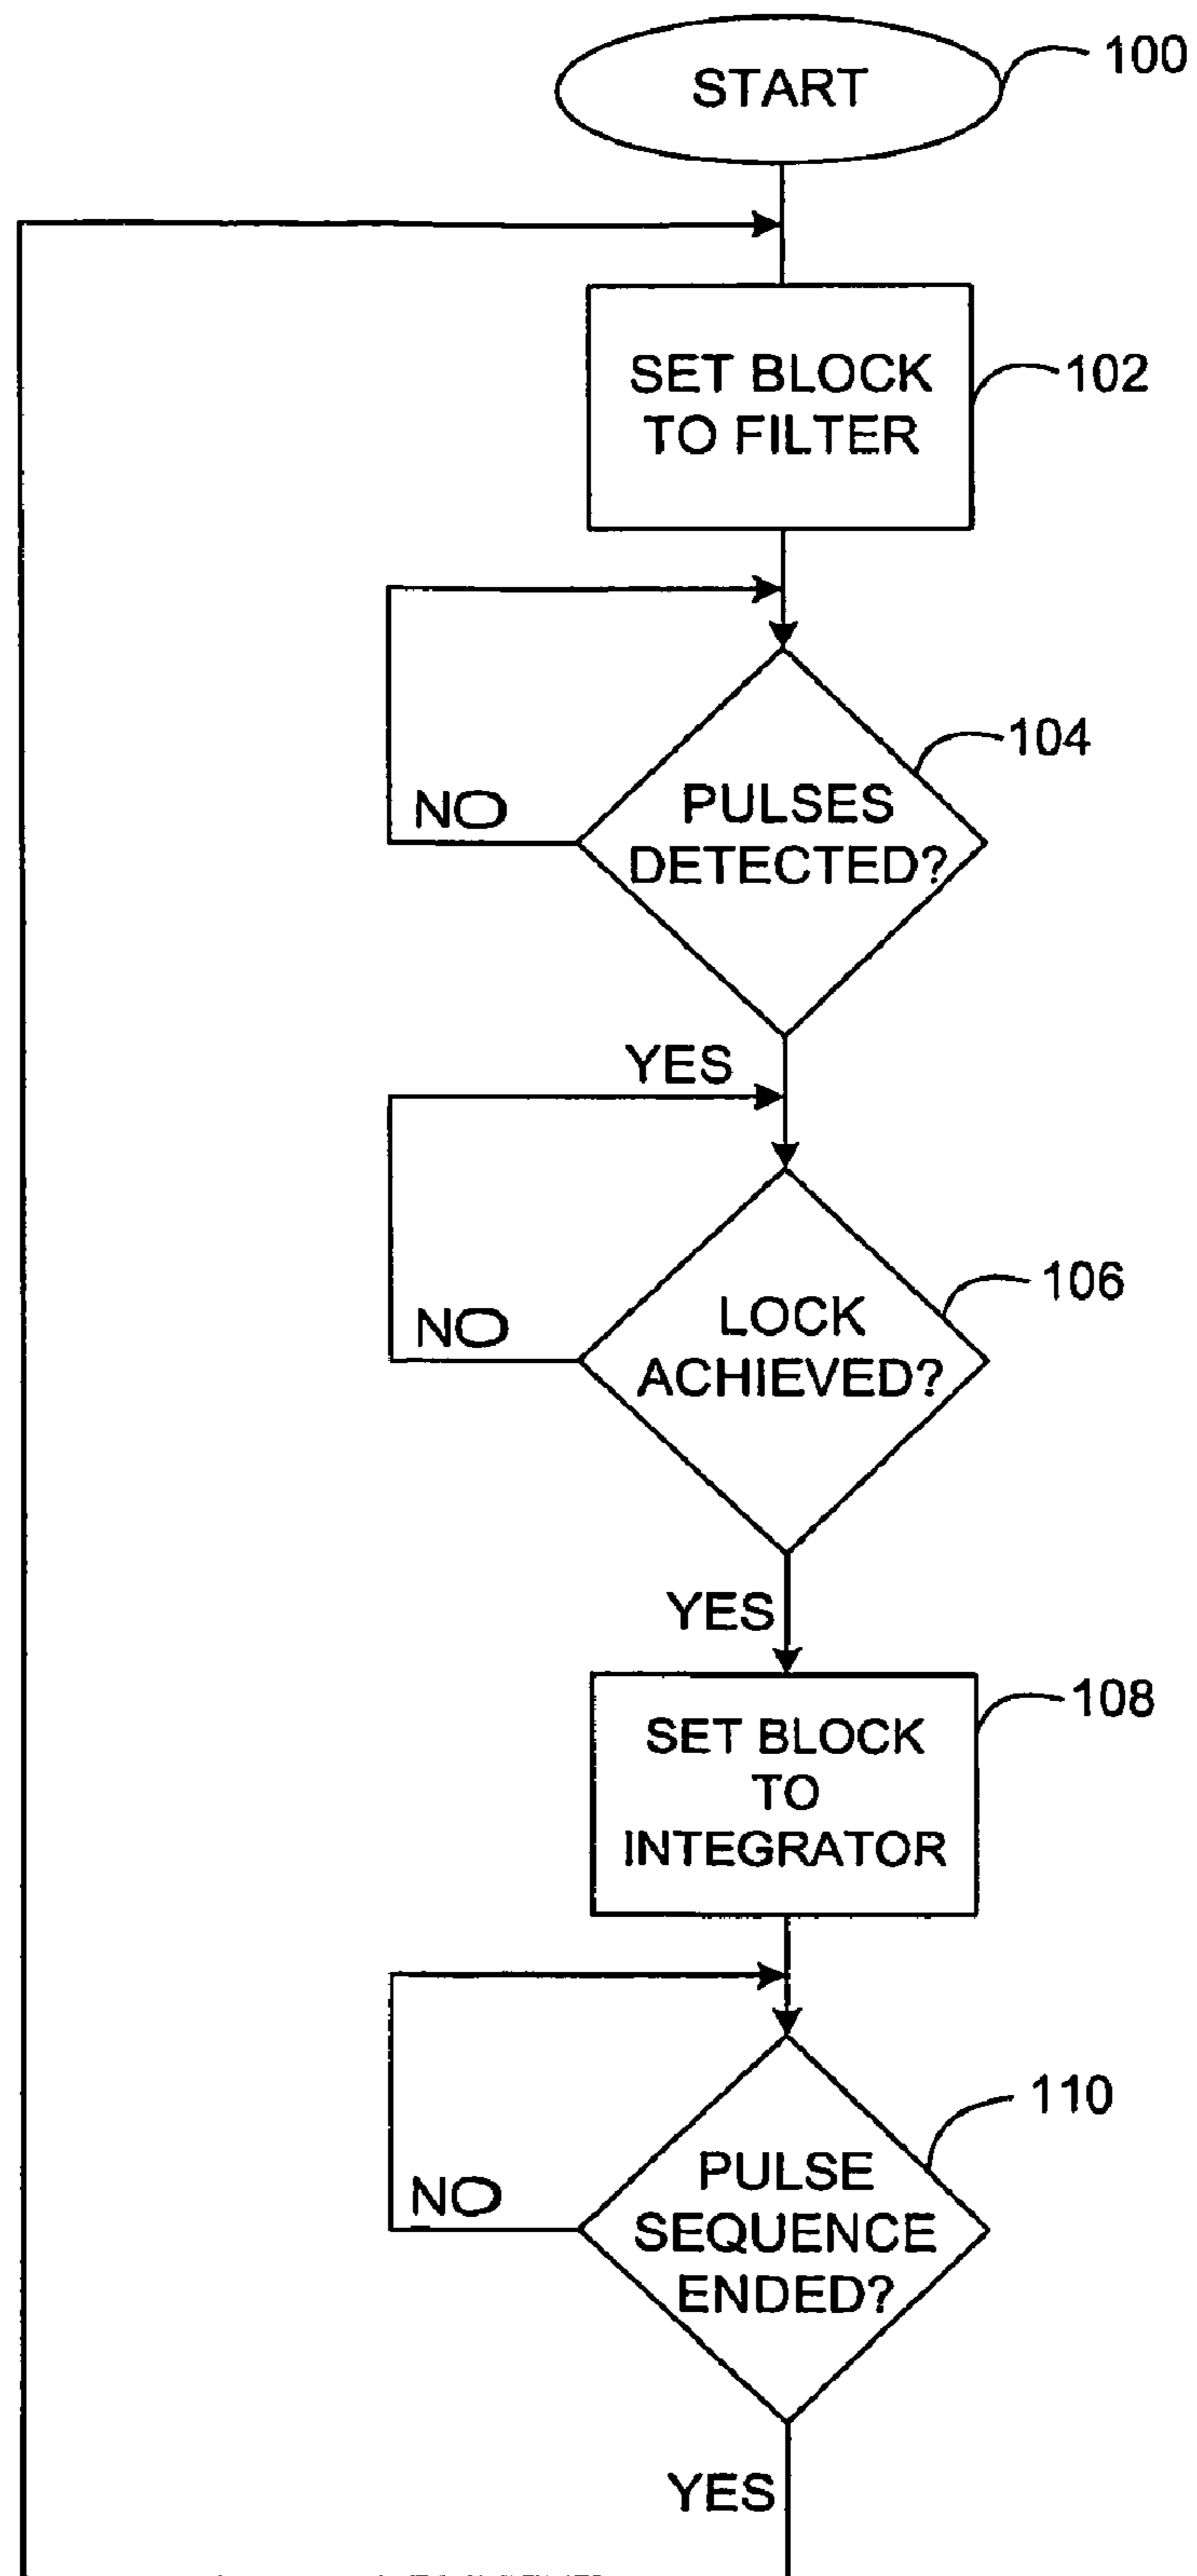 START
100
SET BLOCK
TO FILTER
102
104
PULSES
DETECTED?
NO
YES
106
LOCK
ACHIEVED?
NO
YES
108
SET BLOCK
TO
INTEGRATOR
110
PULSE
SEQUENCE
ENDED?
NO
YES